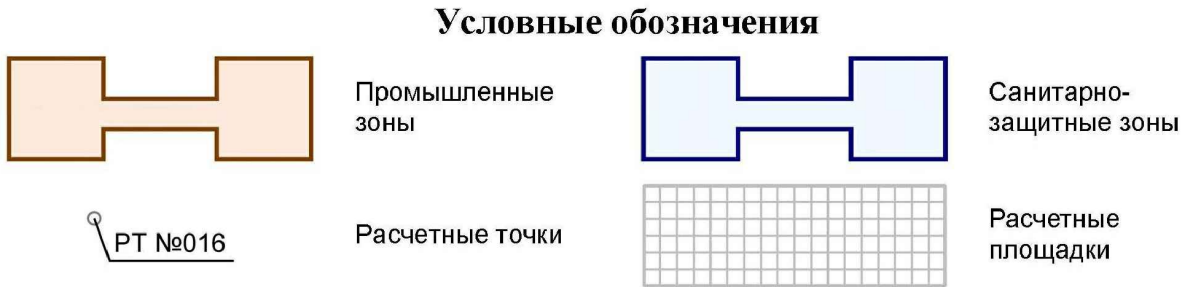 Условные обозначения
Промышленные
зоны
Санитарно-
защитные зоны
РТ №016
Расчетные точки
Расчетные
площадки